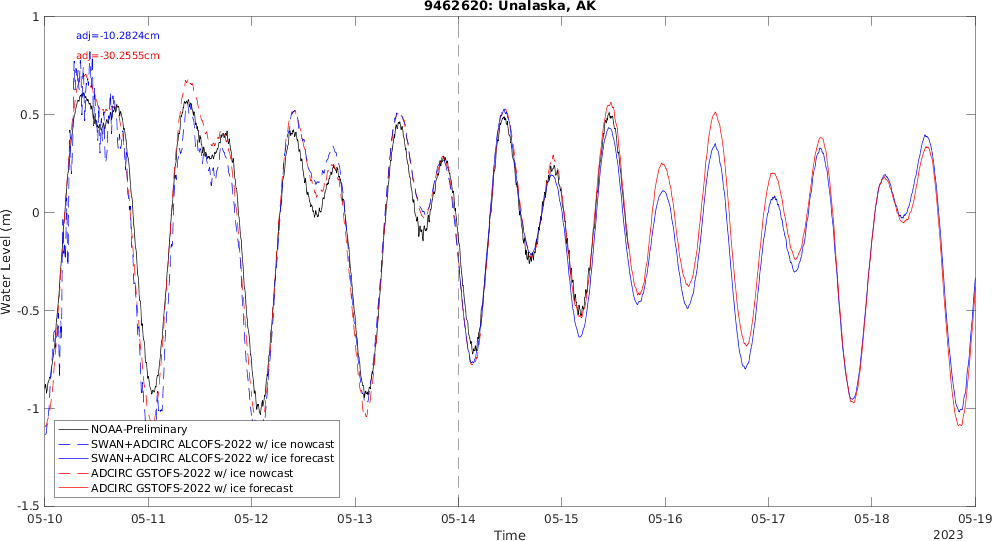 9462620: Unalaska, AK
adj=-10.2824cm
adj=-30.2555cm
Water Level (m)
1
0.5
0
-0.5
-1
-1.5
NOAA-Preliminary
SWAN+ADCIRC ALCOFS-2022 w/ ice nowcast
SWAN+ADCIRC ALCOFS-2022 w/ ice forecast
ADCIRC GSTOFS-2022 w/ ice nowcast
ADCIRC GSTOFS-2022 w/ ice forecast
05-10 05-11 05-12 05-13 05-14 05-15 05-16 05-17 05-18 05-19
Time
2023